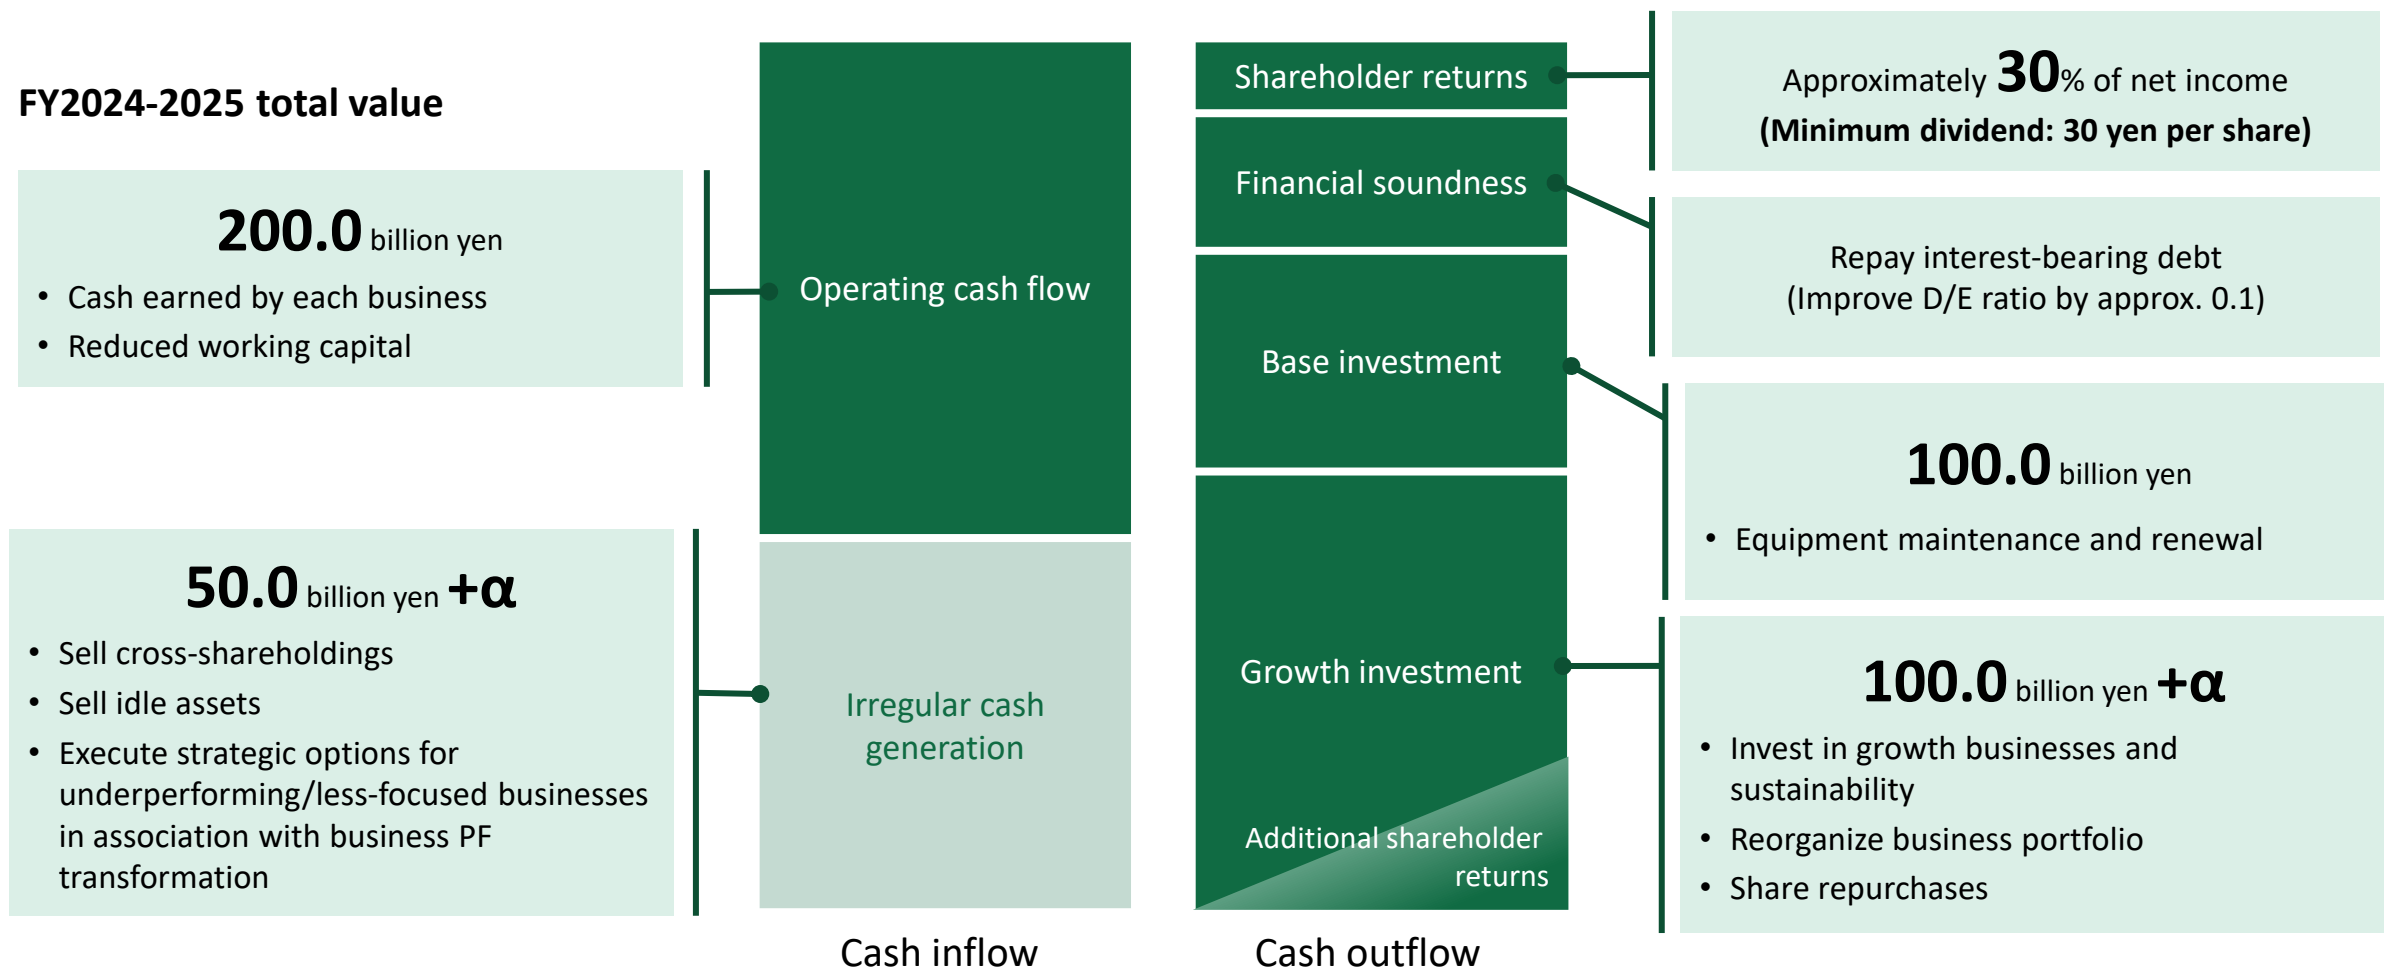 FY2024-2025 total value
200.0 billion yen
• Cash earned by each business
• Reduced working capital
50.0 billion yen +α
• Sell cross-shareholdings
• Sell idle assets
• Execute strategic options for
underperforming/less-focused businesses
in association with business PF
transformation
Operating cash flow
Irregular cash
generation
Cash inflow
Shareholder returns
Financial soundness
Base investment
Growth investment
Additional shareholder
returns
Cash outflow
Approximately 30% of net income
(Minimum dividend: 30 yen per share)
Repay interest-bearing debt
(Improve D/E ratio by approx. 0.1)
100.0 billion yen
• Equipment maintenance and renewal
100.0 billion yen +α
• Invest in growth businesses and
sustainability
• Reorganize business portfolio
• Share repurchases